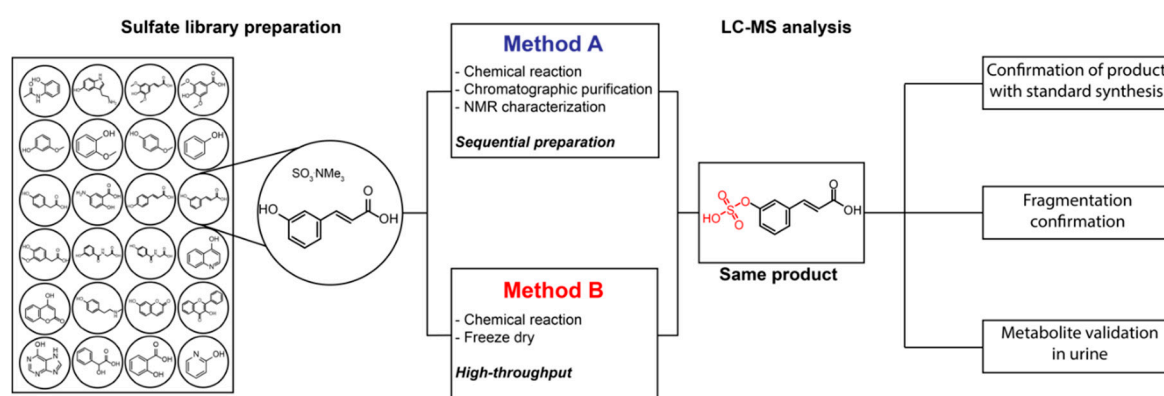 Sulfate library preparation
Method A
- Chemical reaction
- Chromatographic purification
- NMR characterization
Sequential preparation
SO3NMe3
HO
O
OH
Method B
- Chemical reaction
- Freeze dry
High-throughput
LC-MS analysis
O
O
S
HO
O
O
OH
Same product
Confirmation of product
with standard synthesis
Fragmentation
confirmation
Metabolite validation
in urine